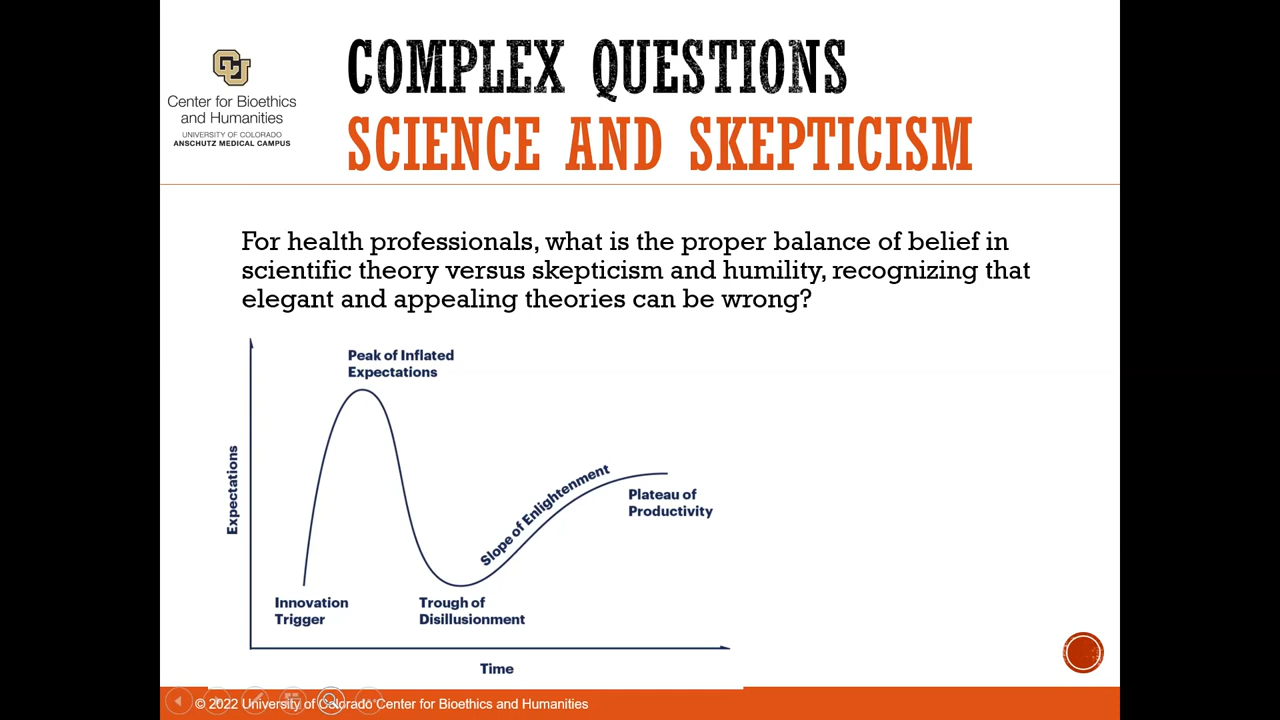 CU
Center for Bioethics
and Humanities
UNIVERSITY OF COLORADO
ANSCHUTZ MEDICAL CAMPUS
COMPLEX QUESTIONS
SCIENCE AND SKEPTICISM
For health professionals, what is the proper balance of belief in
scientific theory versus skepticism and humility, recognizing that
elegant and appealing theories can be wrong?
Peak of Inflated
Expectations
Expectations
Slope of Enlightenment
Plateau of
Productivity
Innovation
Trigger
Trough of
Disillusionment
Time
© 2022 University of Colorado Center for Bioethics and Humanities